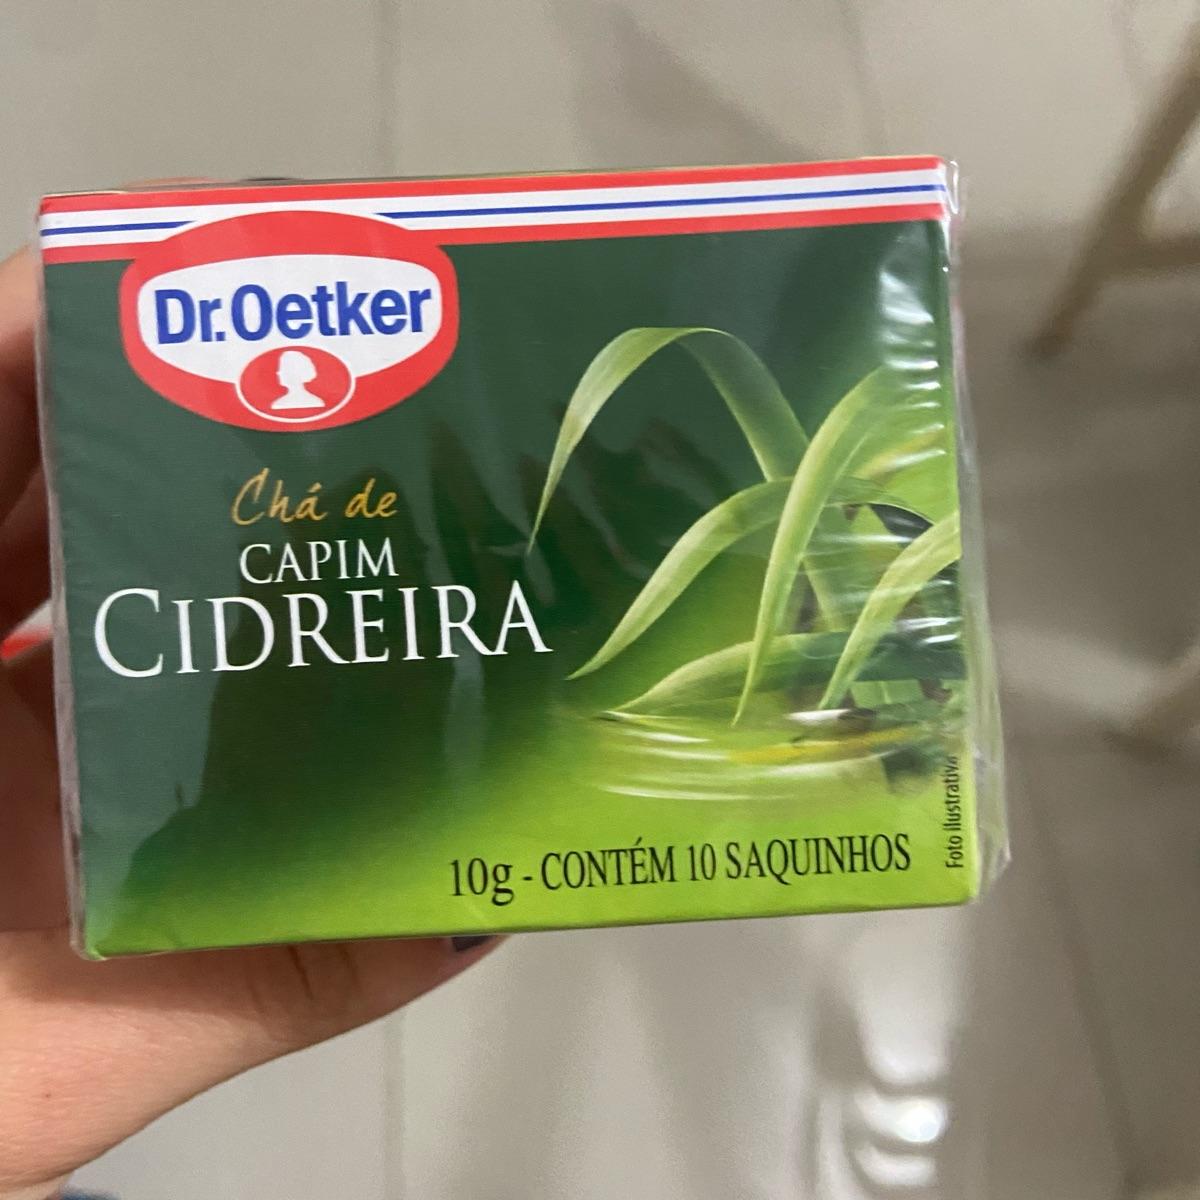 Dr.Oetker
Chá de
CAPIM
CIDREIRA
10g - CONTÉM 10 SAQUINHOS
Foto ilustrativa